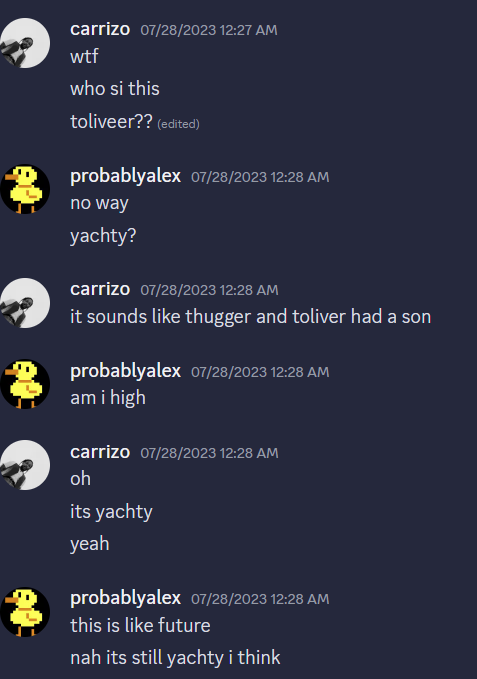 carrizo 07/28/2023 12:27 AM
wtf
who si this
toliveer?? (edited)
probablyalex 07/28/2023 12:28 AM
no way
yachty?
carrizo 07/28/2023 12:28 AM
it sounds like thugger and toliver had a son
probablyalex 07/28/2023 12:28 AM
am i high
carrizo 07/28/2023 12:28 AM
oh
its yachty
yeah
probablyalex 07/28/2023 12:28 AM
this is like future
nah its still yachty i think